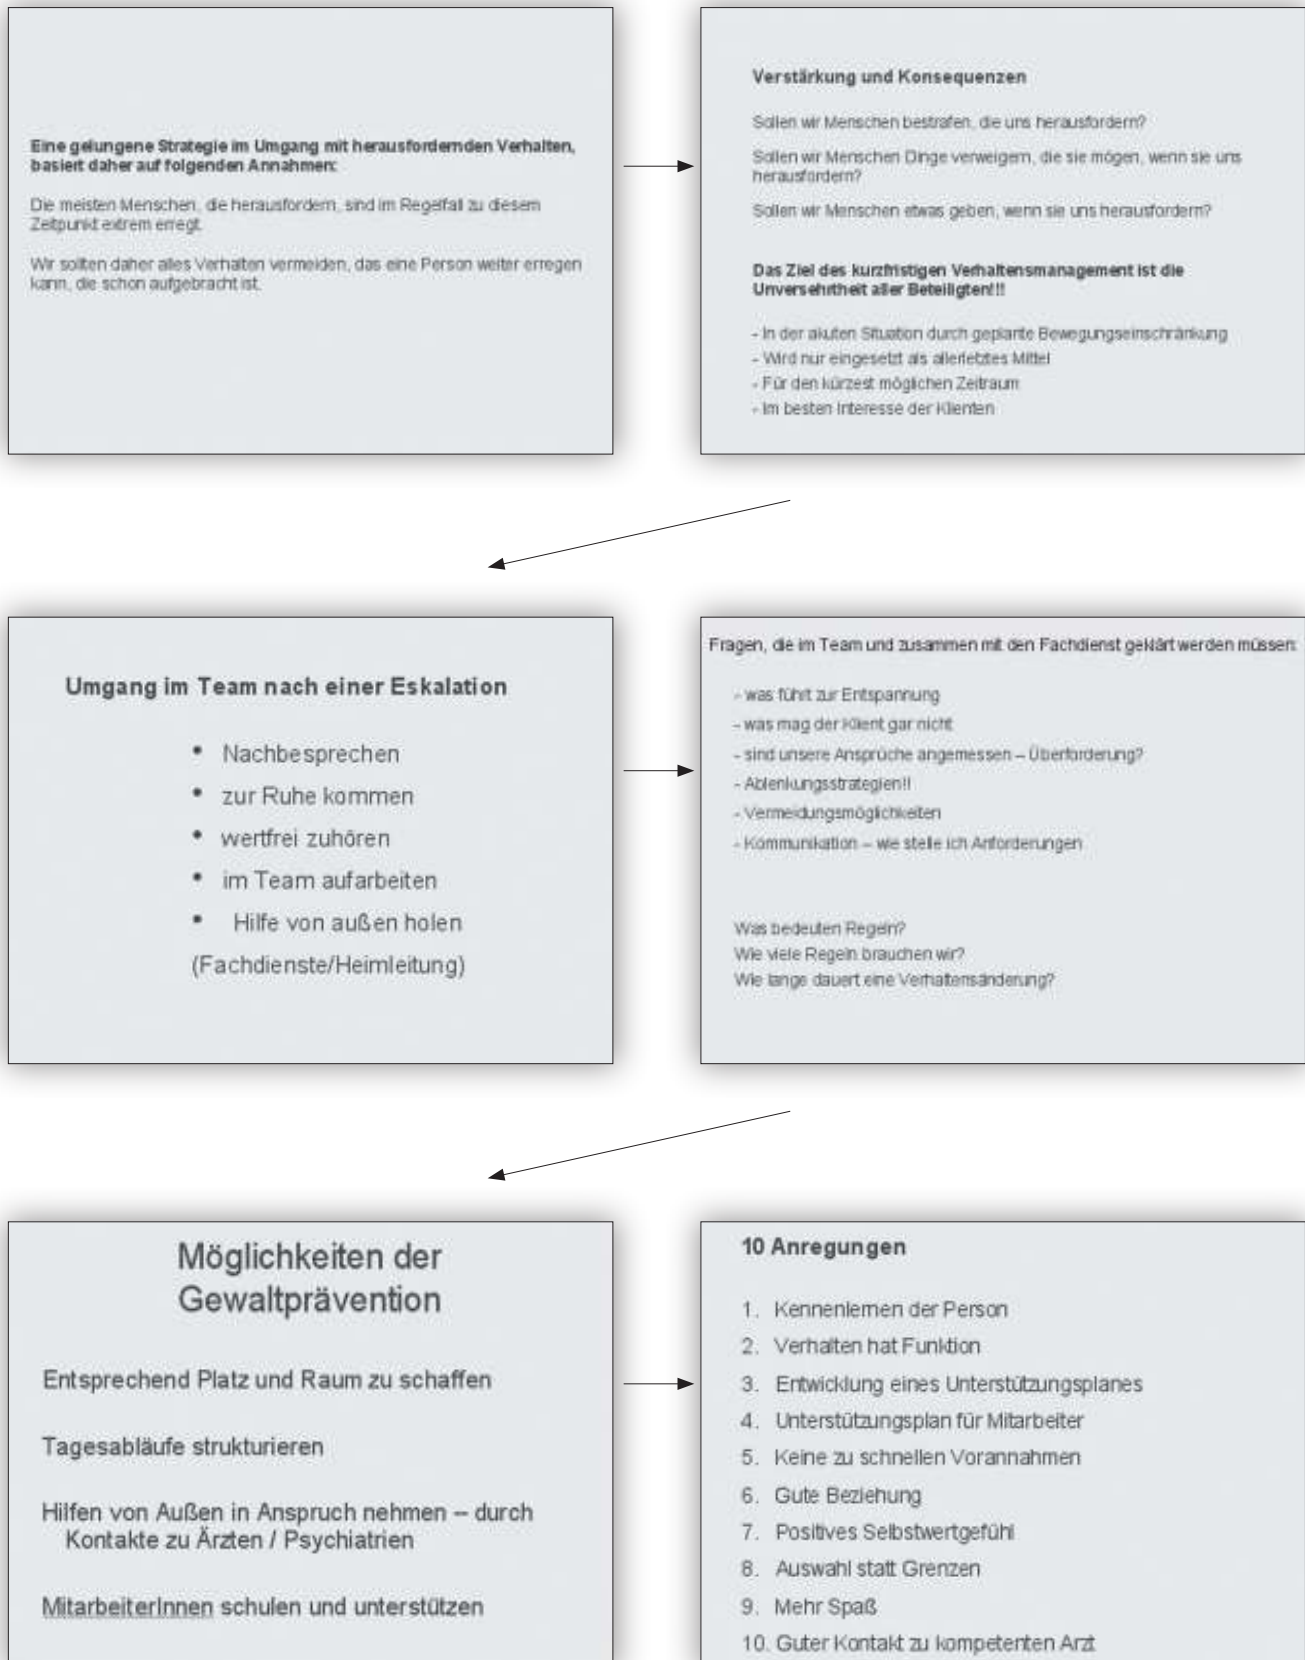 Eine gelungene Strategie im Umgang mit herausfordernden Verhalten,
basiert daher auf folgenden Annahmen:
Die meisten Menschen, die herausfordern, sind im Regelfall zu diesem
Zeitpunkt extrem erregt.
Wir sollten daher alles Verhalten vermeiden, das eine Person weiter erregen
kann, die schon aufgebracht ist.
Verstärkung und Konsequenzen
Sollen wir Menschen bestrafen, die uns herausfordern?
Sollen wir Menschen Dinge verweigern, die sie mögen, wenn sie uns
herausfordern?
Sollen wir Menschen etwas geben, wenn sie uns herausfordern?
Das Ziel des kurzfristigen Verhaltensmanagement ist die
Unversehrtheit aller Beteiligten!!!
- In der akuten Situation durch geplante Bewegungseinschränkung
- Wird nur eingesetzt als allerletztes Mittel
- Für den kürzest möglichen Zeitraum
- Im besten Interesse der Klienten
Umgang im Team nach einer Eskalation
• Nachbesprechen
• zur Ruhe kommen
• wertfrei zuhören
• im Team aufarbeiten
• Hilfe von außen holen
(Fachdienste/Heimleitung)
Fragen, die im Team und zusammen mit den Fachdienst geklärt werden müssen:
- was führt zur Entspannung
- was mag der Klient gar nicht
- sind unsere Ansprüche angemessen – Überforderung?
- Ablenkungsstrategien!!
- Vermeidungsmöglichkeiten
- Kommunikation – wie stelle ich Anforderungen
Was bedeuten Regeln?
Wie viele Regeln brauchen wir?
Wie lange dauert eine Verhaltensänderung?
Möglichkeiten der
Gewaltprävention
Entsprechend Platz und Raum zu schaffen
Tagesabläufe strukturieren
Hilfen von Außen in Anspruch nehmen – durch
Kontakte zu Ärzten / Psychiatrien
MitarbeiterInnen schulen und unterstützen
10 Anregungen
1. Kennenlernen der Person
2. Verhalten hat Funktion
3. Entwicklung eines Unterstützungsplanes
4. Unterstützungsplan für Mitarbeiter
5. Keine zu schnellen Vorannahmen
6. Gute Beziehung
7. Positives Selbstwertgefühl
8. Auswahl statt Grenzen
9. Mehr Spaß
10. Guter Kontakt zu kompetenten Arzt